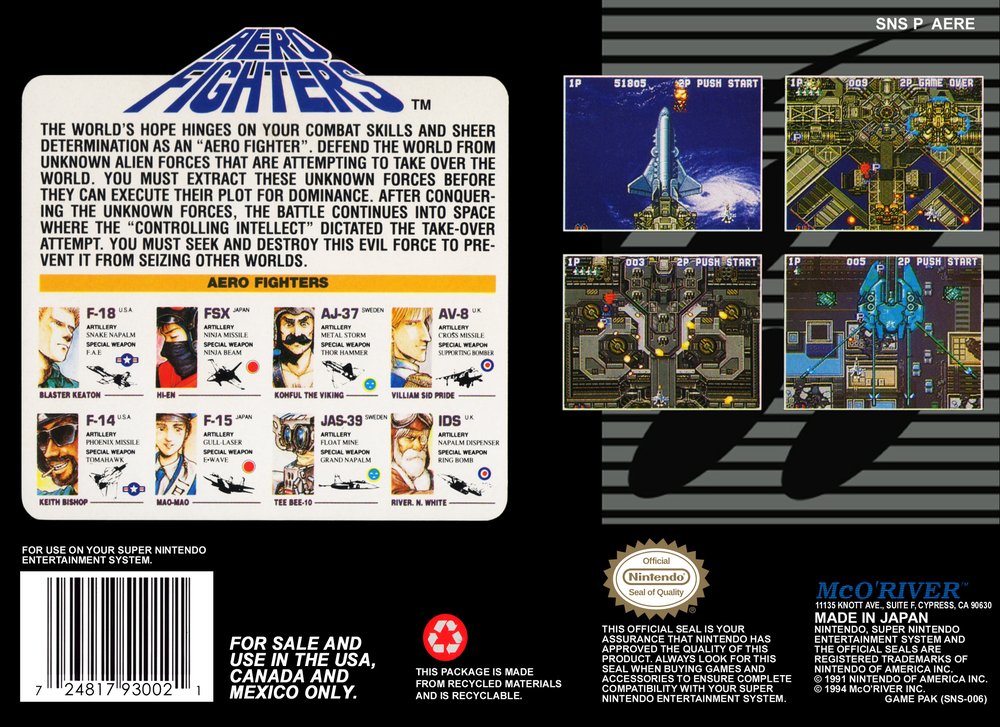 SNS P AERE
AERO
FIGHTERS TM
THE WORLD'S HOPE HINGES ON YOUR COMBAT SKILLS AND SHEER
DETERMINATION AS AN "AERO FIGHTER". DEFEND THE WORLD FROM
UNKNOWN ALIEN FORCES THAT ARE ATTEMPTING TO TAKE OVER THE
WORLD. YOU MUST EXTRACT THESE UNKNOWN FORCES BEFORE
THEY CAN EXECUTE THEIR PLOT FOR DOMINANCE. AFTER CONQUER-
ING THE UNKNOWN FORCES, THE BATTLE CONTINUES INTO SPACE
WHERE THE "CONTROLLING INTELLECT" DICTATED THE TAKE-OVER
ATTEMPT. YOU MUST SEEK AND DESTROY THIS EVIL FORCE TO PRE-
VENT IT FROM SEIZING OTHER WORLDS.
AERO FIGHTERS
F-18 U.S.A
ARTILLERY
SNAKE NAPALM
SPECIAL WEAPON
F.A.E
BLASTER KEATON
FSX JAPAN
ARTILLERY
NINJA MISSILE
SPECIAL WEAPON
NINJA BEAM
HI-EN
AJ-37 SWEDEN
ARTILLERY
METAL STORM
SPECIAL WEAPON
THOR HAMMER
KOHFUL THE VIKING
AV-8 U.K.
ARTILLERY
CROSS MISSILE
SPECIAL WEAPON
SUPPORTING BOMBER
VILLIAM SID PRIDE
F-14 U.S.A
ARTILLERY
PHOENIX MISSILE
SPECIAL WEAPON
TOMAHAWK
KEITH BISHOP
F-15 JAPAN
ARTILLERY
GULL-LASER
SPECIAL WEAPON
E-WAVE
MAO-MAO
JAS-39 SWEDEN
ARTILLERY
FLOAT MINE
SPECIAL WEAPON
GRAND NAPALM
TEE BEE-10
IDS U.K
ARTILLERY
NAPALM DISPENSER
SPECIAL WEAPON
RING BOMB
RIVER. N. WHITE
1P 51805 2P PUSH START
1P 009 2P GAME OVER
P
P
1P 003 2P PUSH START
1P 005 2P PUSH START
P
FOR USE ON YOUR SUPER NINTENDO
ENTERTAINMENT SYSTEM.
7 24817 93002 1
FOR SALE AND
USE IN THE USA,
CANADA AND
MEXICO ONLY.
THIS PACKAGE IS MADE
FROM RECYCLED MATERIALS
AND IS RECYCLABLE.
Official
Nintendo
Seal of Quality
®
THIS OFFICIAL SEAL IS YOUR
ASSURANCE THAT NINTENDO HAS
APPROVED THE QUALITY OF THIS
PRODUCT. ALWAYS LOOK FOR THIS
SEAL WHEN BUYING GAMES AND
ACCESSORIES TO ENSURE COMPLETE
COMPATIBILITY WITH YOUR SUPER
NINTENDO ENTERTAINMENT SYSTEM.
McO'RIVER™
11135 KNOTT AVE., SUITE F, CYPRESS, CA 90630
MADE IN JAPAN
NINTENDO, SUPER NINTENDO
ENTERTAINMENT SYSTEM AND
THE OFFICIAL SEALS ARE
REGISTERED TRADEMARKS OF
NINTENDO OF AMERICA INC.
© 1991 NINTENDO OF AMERICA INC.
© 1994 McO'RIVER INC.
GAME PAK (SNS-006)